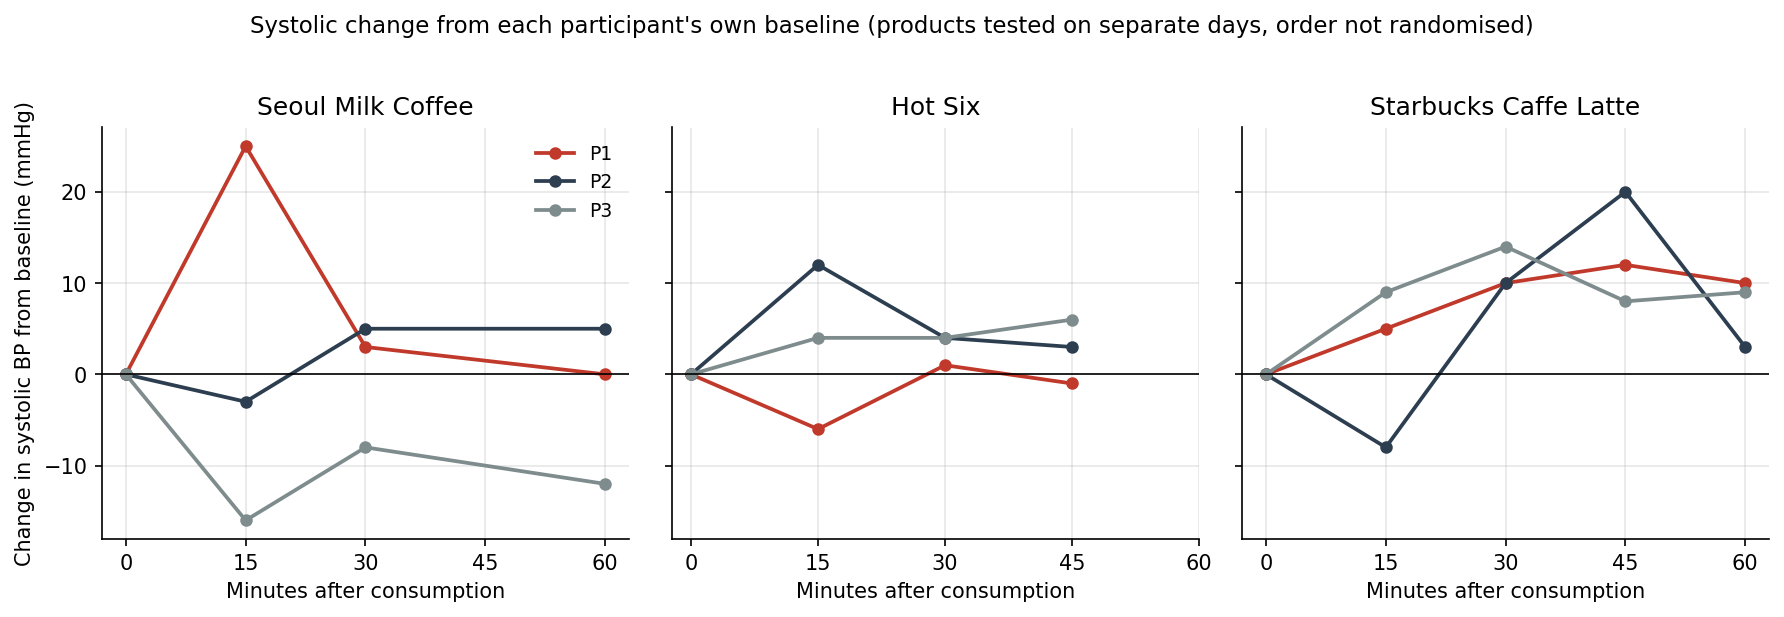 Systolic change from each participant's own baseline (products tested on separate days, order not randomised)
Seoul Milk Coffee
Hot Six
Starbucks Caffe Latte
Change in systolic BP from baseline (mmHg)
20
10
0
−10
P1
P2
P3
0 15 30 45 60
0 15 30 45 60
0 15 30 45 60
Minutes after consumption
Minutes after consumption
Minutes after consumption